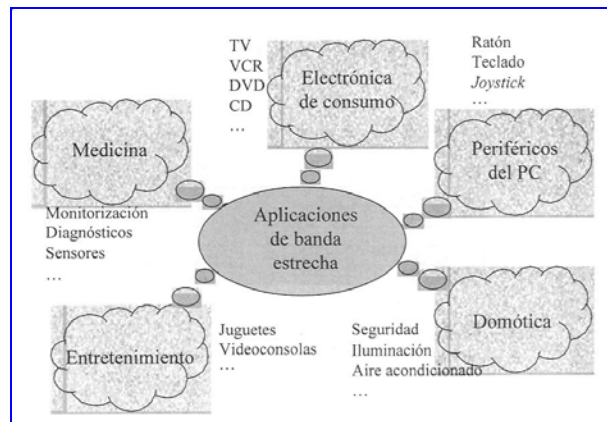 TV
VCR
DVD
CD
…
Electrónica
de consumo
Ratón
Teclado
Joystick
…
Medicina
Monitorización
Diagnósticos
Sensores
…
Periféricos
del PC
Aplicaciones
de banda
estrecha
Entretenimiento
Juguetes
Videoconsolas
…
Seguridad
Iluminación
Aire acondicionado
…
Domótica